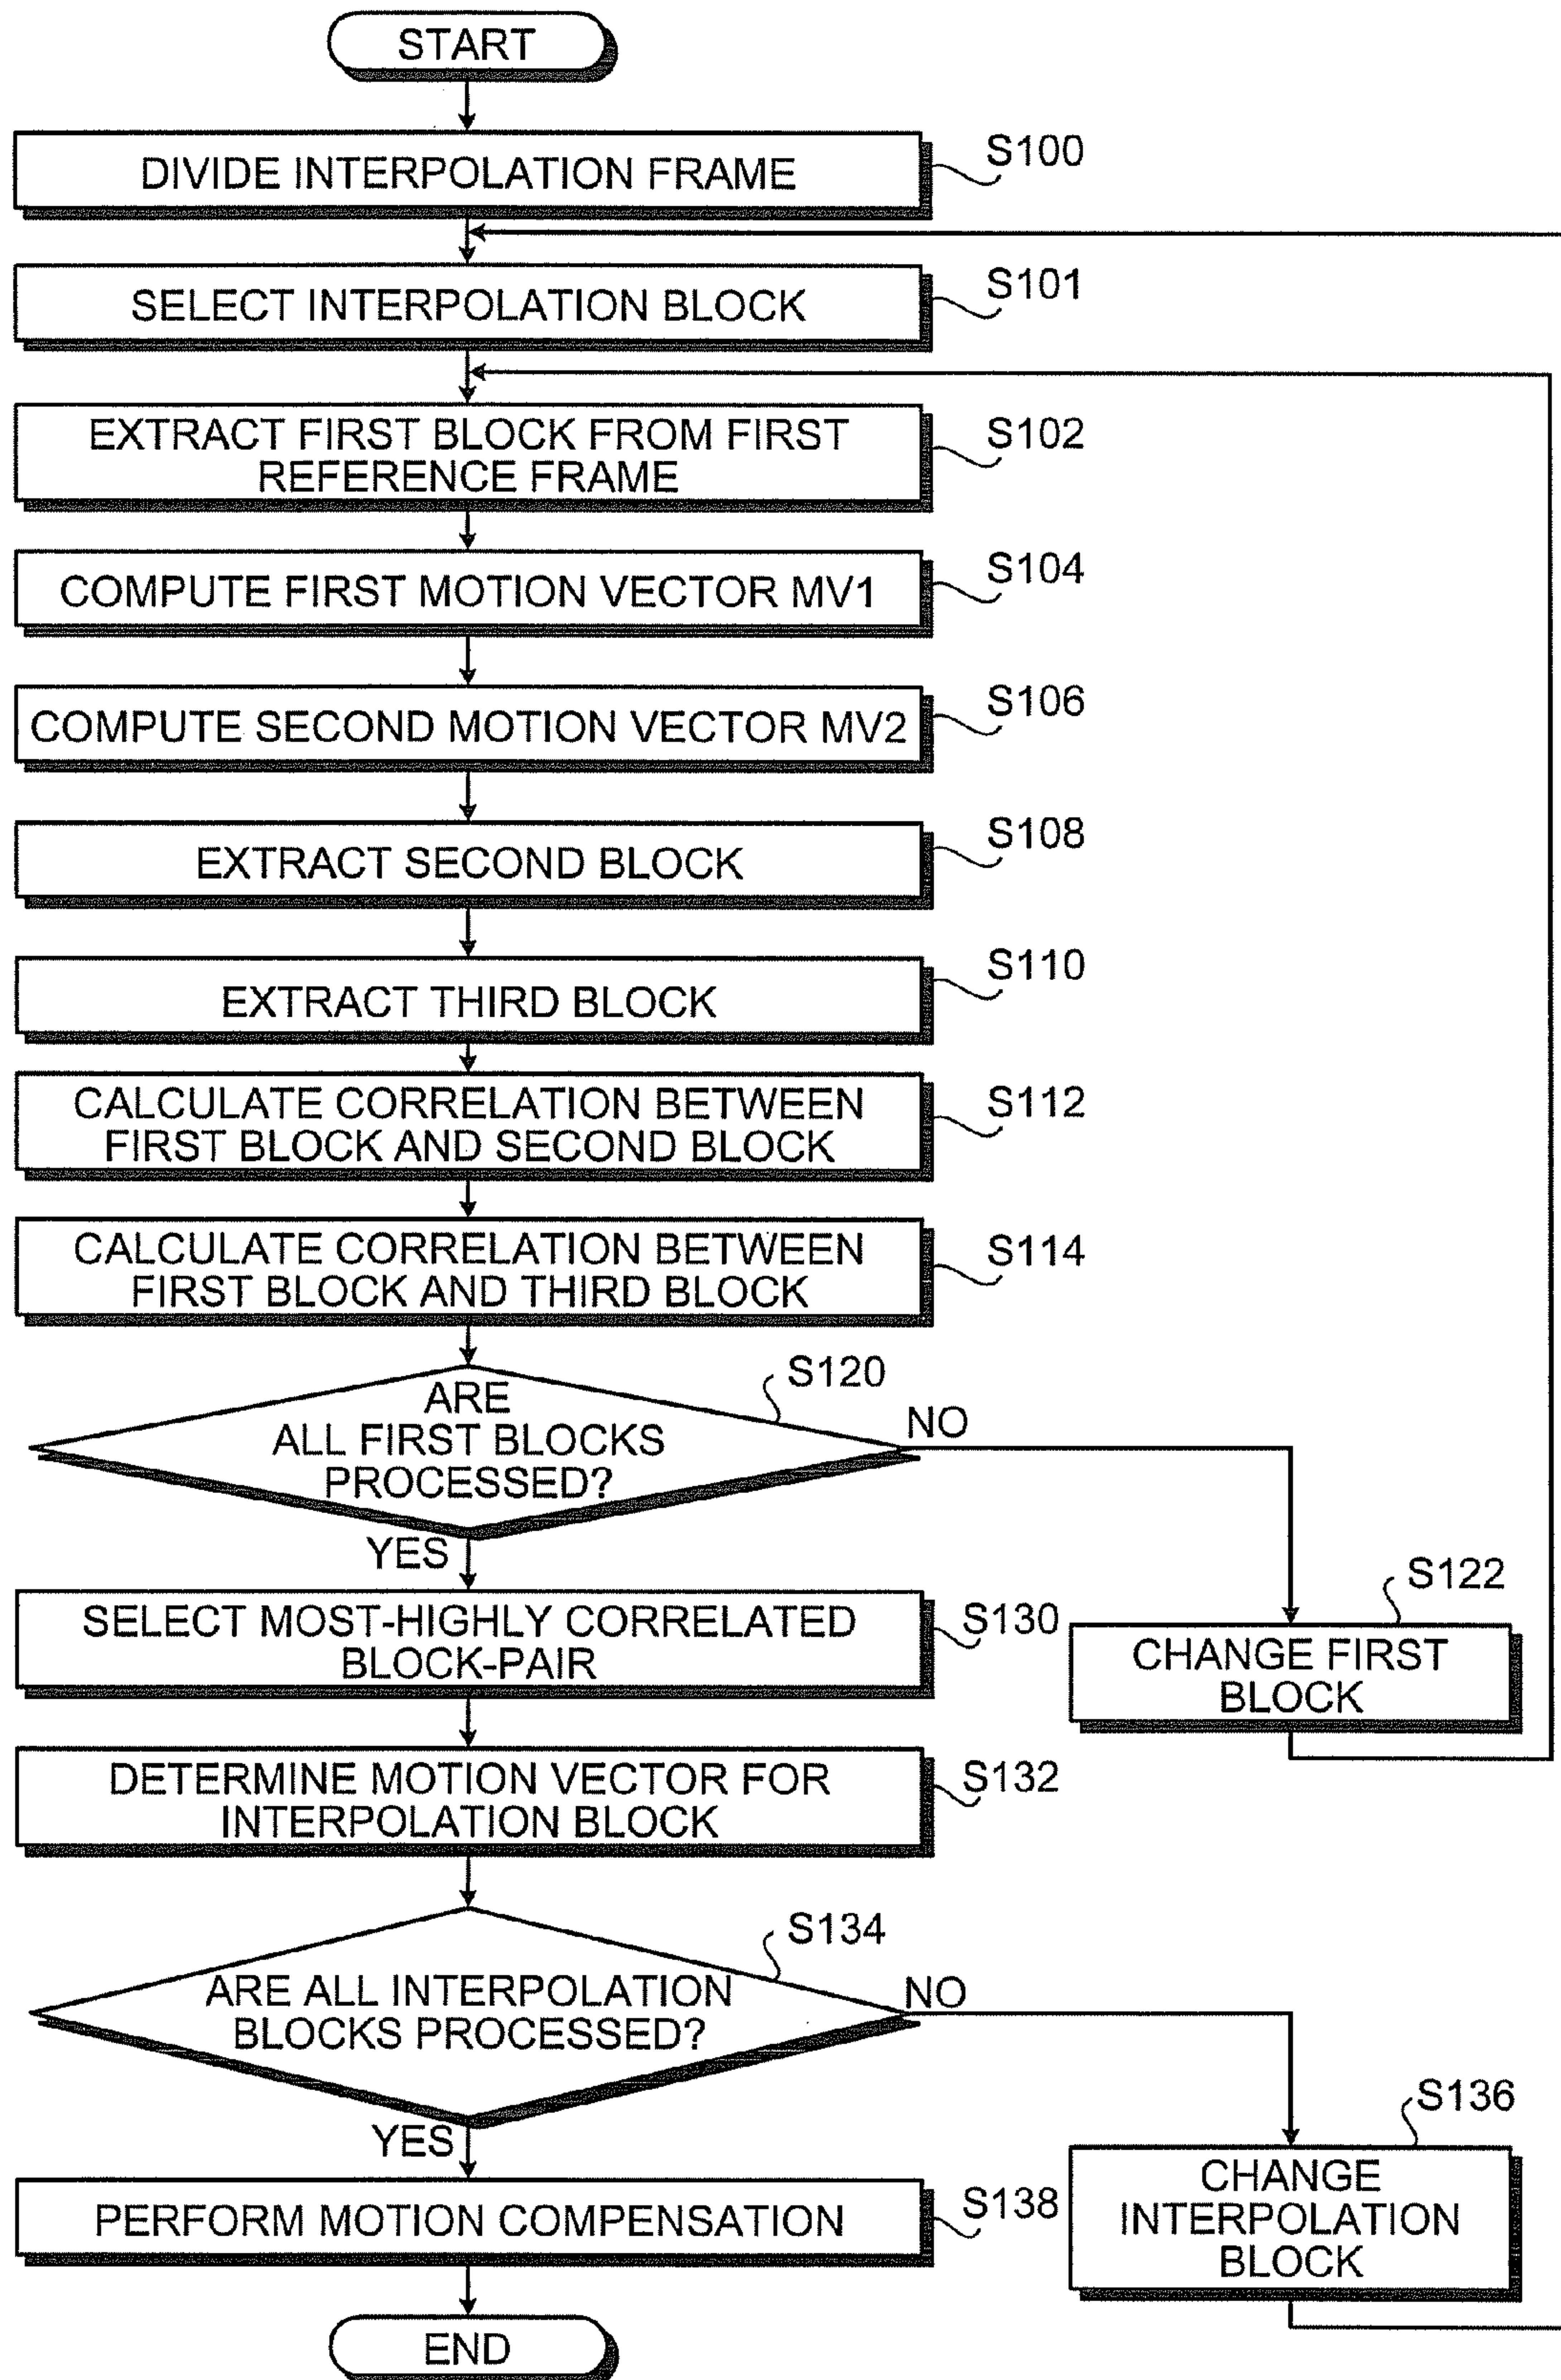 START
DIVIDE INTERPOLATION FRAME
S100
SELECT INTERPOLATION BLOCK
S101
EXTRACT FIRST BLOCK FROM FIRST
REFERENCE FRAME
S102
COMPUTE FIRST MOTION VECTOR MV1
S104
COMPUTE SECOND MOTION VECTOR MV2
S106
EXTRACT SECOND BLOCK
S108
EXTRACT THIRD BLOCK
S110
CALCULATE CORRELATION BETWEEN
FIRST BLOCK AND SECOND BLOCK
S112
CALCULATE CORRELATION BETWEEN
FIRST BLOCK AND THIRD BLOCK
S114
ARE
ALL FIRST BLOCKS
PROCESSED?
S120
NO
YES
S122
CHANGE FIRST
BLOCK
SELECT MOST-HIGHLY CORRELATED
BLOCK-PAIR
S130
DETERMINE MOTION VECTOR FOR
INTERPOLATION BLOCK
S132
ARE ALL INTERPOLATION
BLOCKS PROCESSED?
S134
NO
YES
S136
CHANGE
INTERPOLATION
BLOCK
PERFORM MOTION COMPENSATION
S138
END